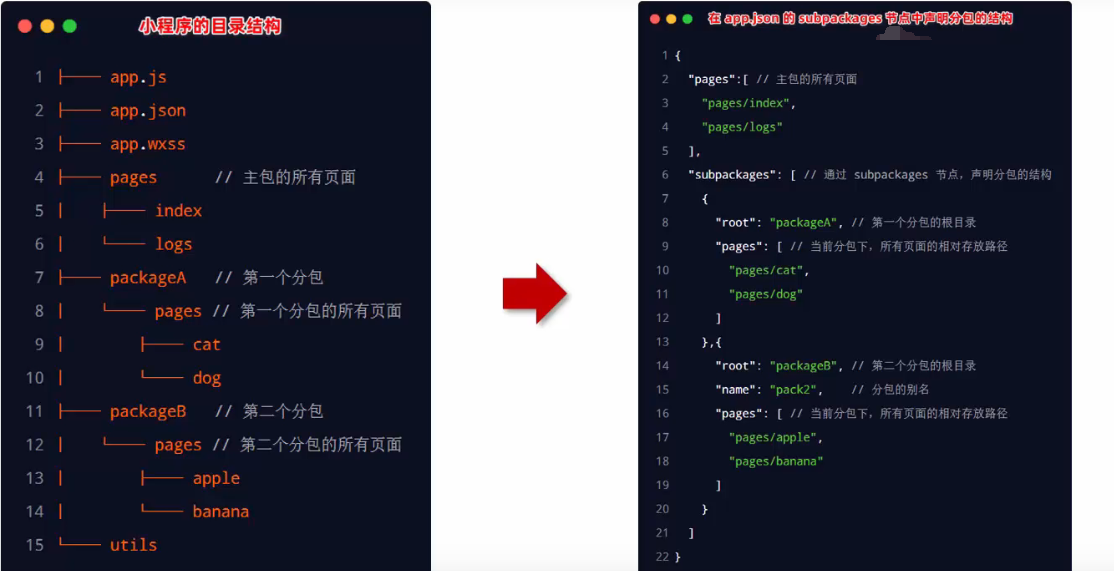 小程序的目录结构
1 ├── app.js
2 ├── app.json
3 ├── app.wxss
4 ├── pages // 主包的所有页面
5 │ ├── index
6 │ └── logs
7 ├── packageA // 第一个分包
8 │ └── pages // 第一个分包的所有页面
9 │ ├── cat
10 │ └── dog
11 ├── packageB // 第二个分包
12 │ └── pages // 第二个分包的所有页面
13 │ ├── apple
14 │ └── banana
15 └── utils
在 app.json 的 subpackages 节点中声明分包的结构
1 {
2 "pages":[ // 主包的所有页面
3 "pages/index",
4 "pages/logs"
5 ],
6 "subpackages": [ // 通过 subpackages 节点，声明分包的结构
7 {
8 "root": "packageA", // 第一个分包的根目录
9 "pages": [ // 当前分包下，所有页面的相对存放路径
10 "pages/cat",
11 "pages/dog"
12 ]
13 },{
14 "root": "packageB", // 第二个分包的根目录
15 "name": "pack2", // 分包的别名
16 "pages": [ // 当前分包下，所有页面的相对存放路径
17 "pages/apple",
18 "pages/banana"
19 ]
20 }
21 ]
22 }